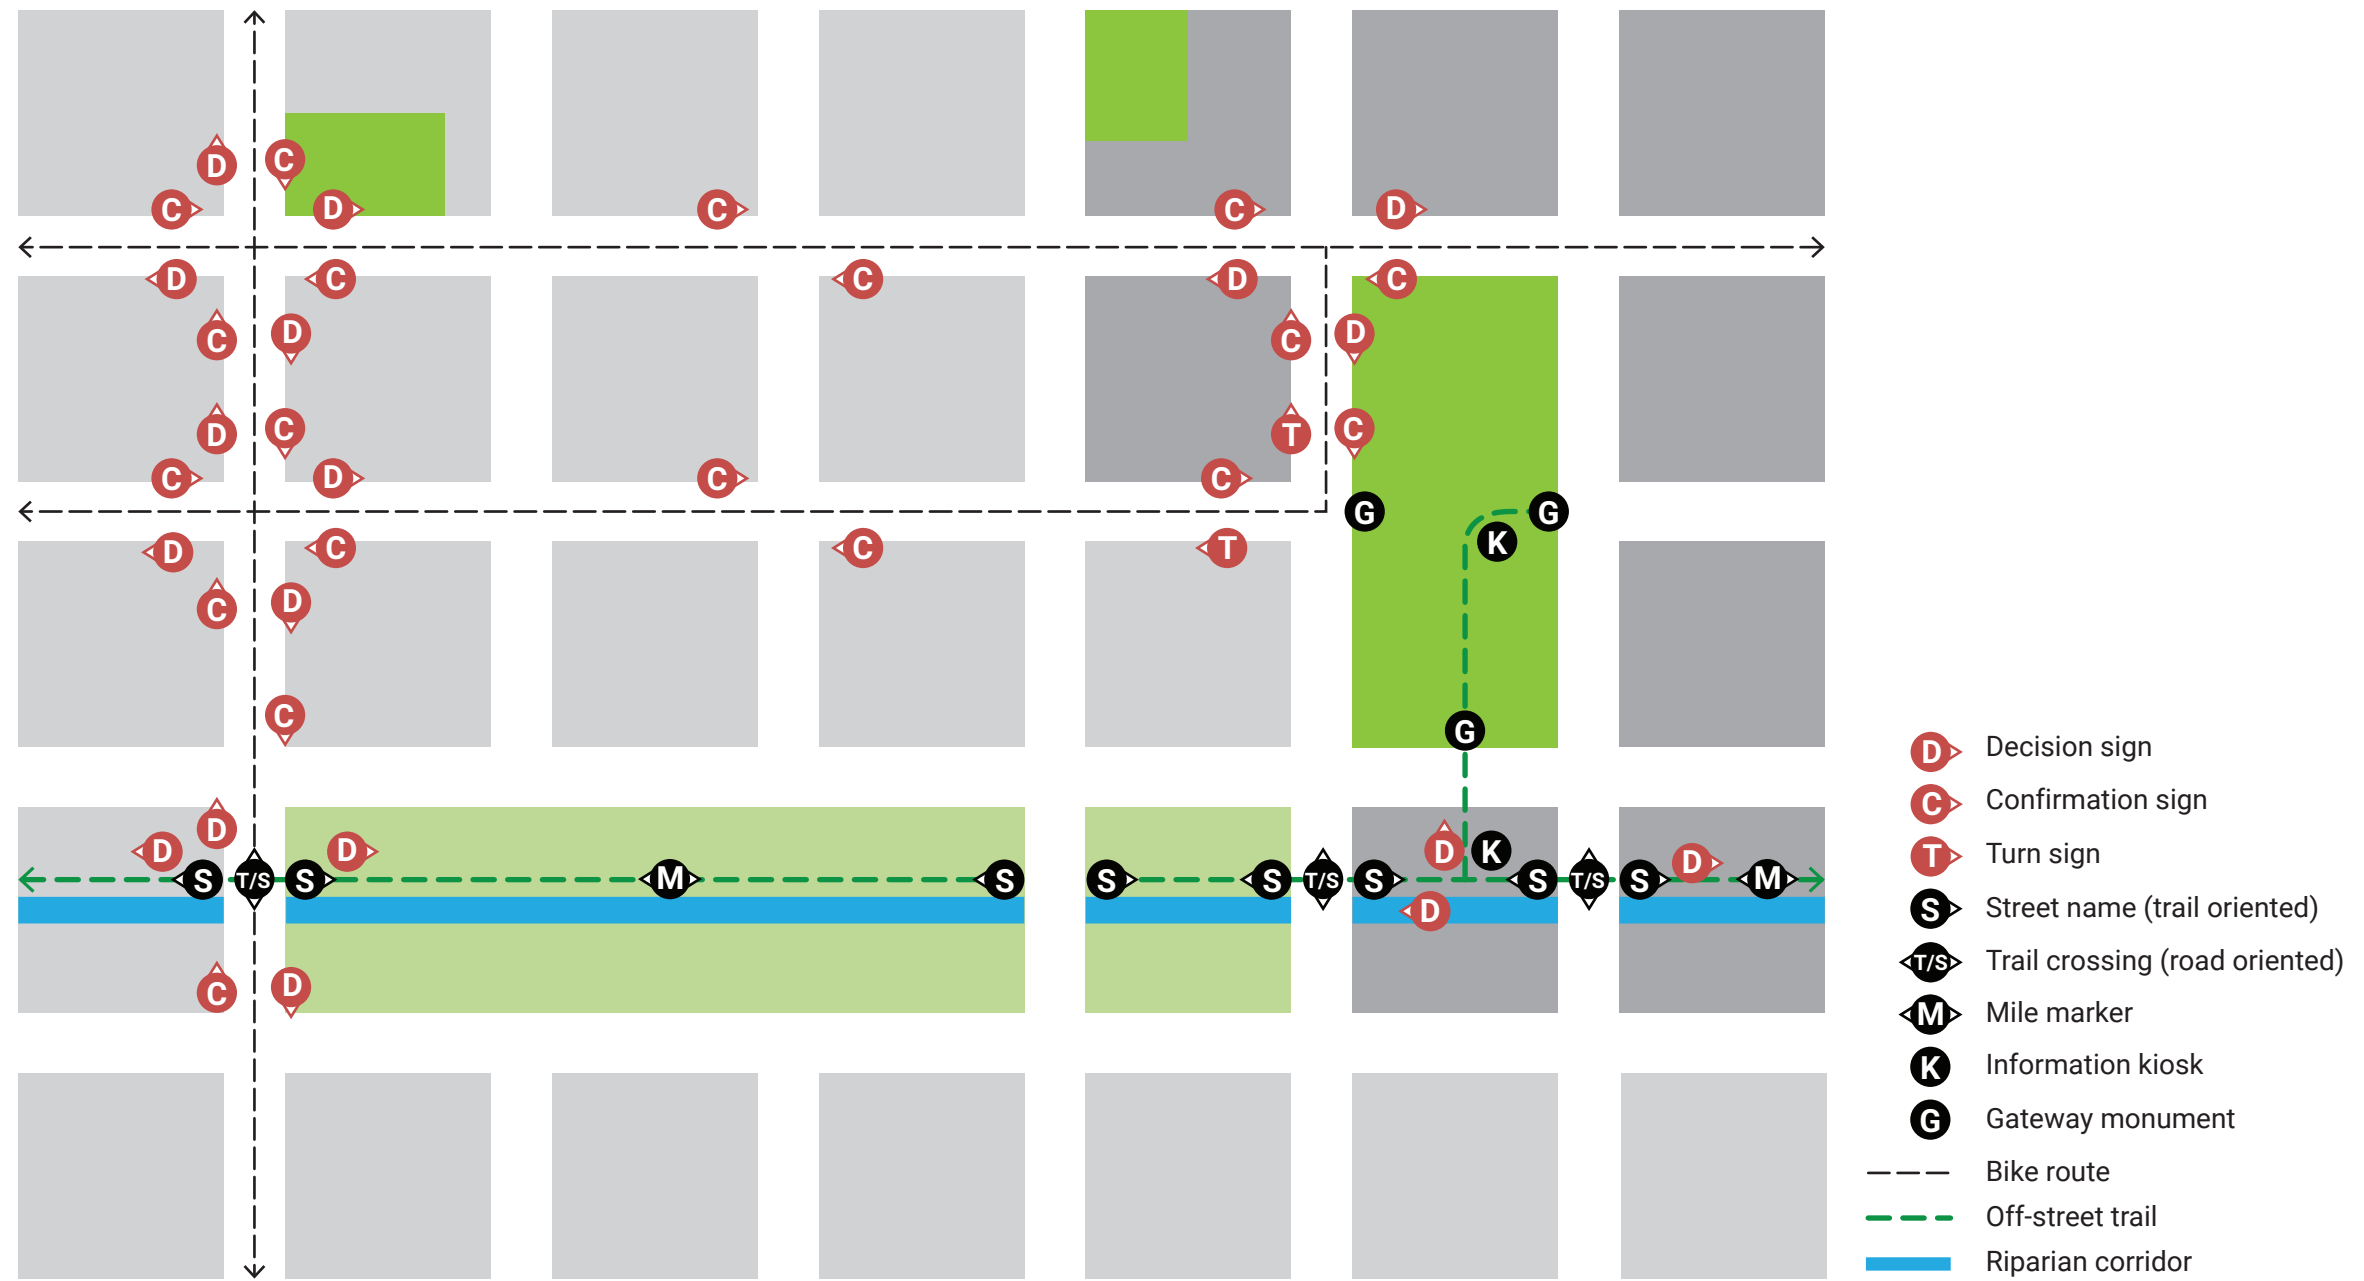 D C
C D C C D
D C C D C
C D C D
D C T C
C D C C
G G
K
D C C T
C D
G
C
D
D D D K D
S T/S S M S S S T/S S S T/S S M
D
C D
D Decision sign
C Confirmation sign
T Turn sign
S Street name (trail oriented)
T/S Trail crossing (road oriented)
M Mile marker
K Information kiosk
G Gateway monument
Bike route
Off-street trail
Riparian corridor